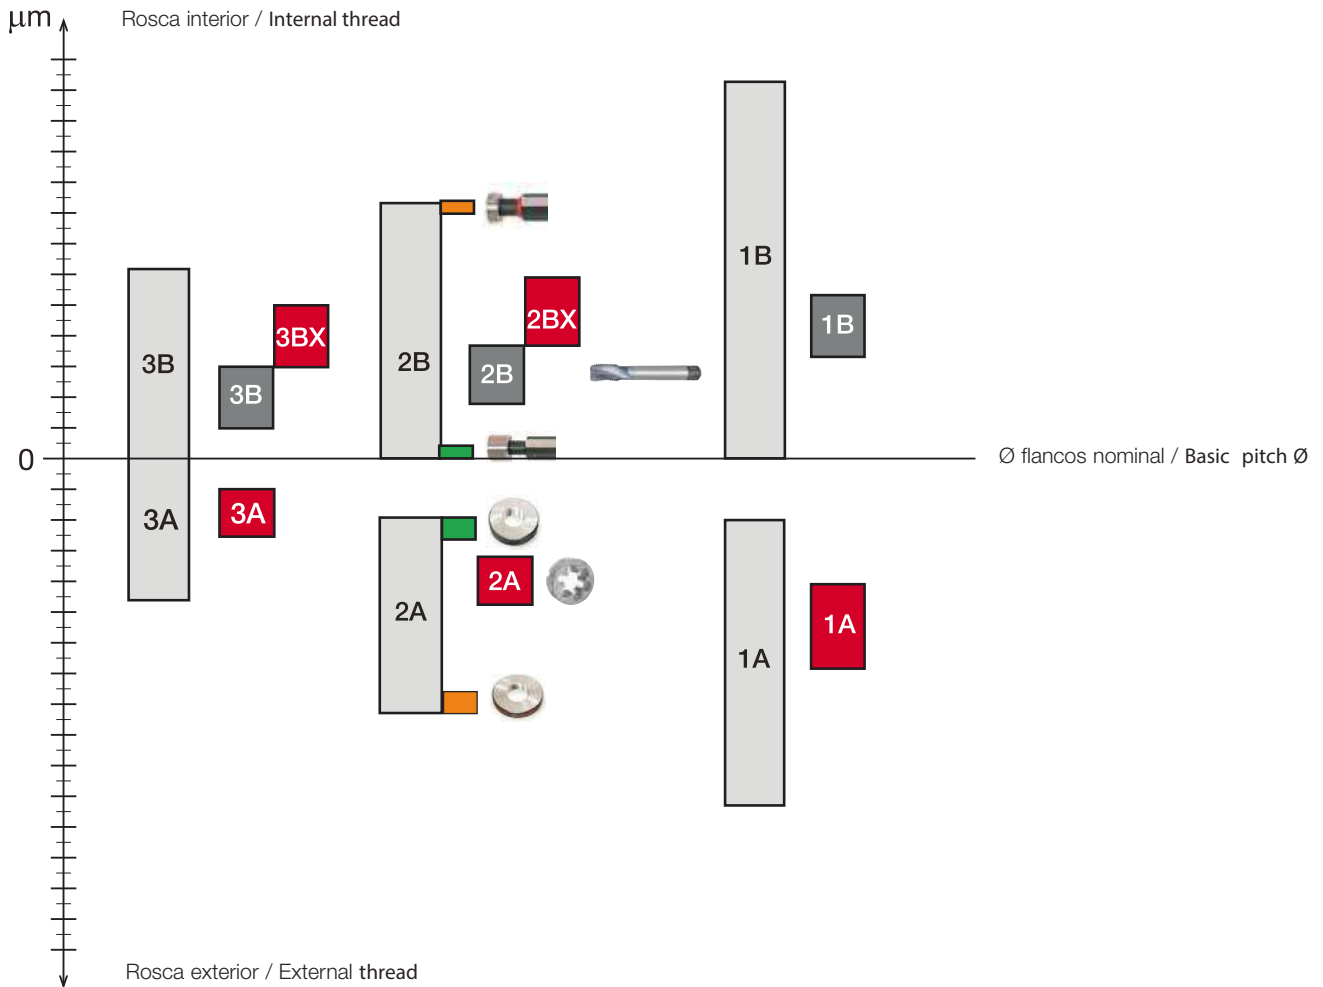 μm
Rosca interior / Internal thread
1B
3BX
2BX
1B
3B
2B
2B
3B
0
Ø flancos nominal / Basic pitch Ø
3A
3A
2A
2A
1A
1A
Rosca exterior / External thread